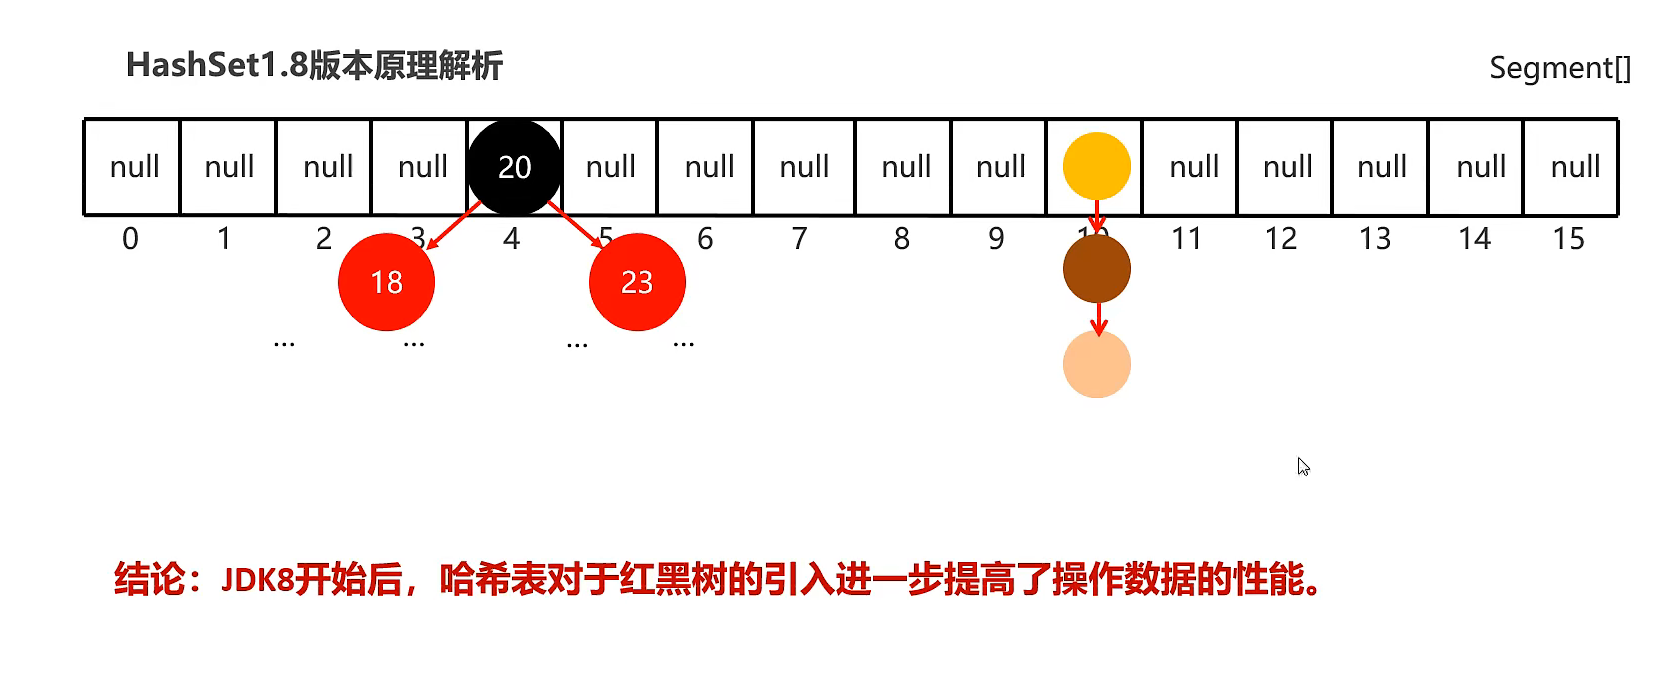 HashSet1.8版本原理解析
Segment[]
null null null null 20 null null null null null null null null null null
0 1 2 3 4 5 6 7 8 9 10 11 12 13 14 15
18 23
... ... ... ...
结论：JDK8开始后，哈希表对于红黑树的引入进一步提高了操作数据的性能。